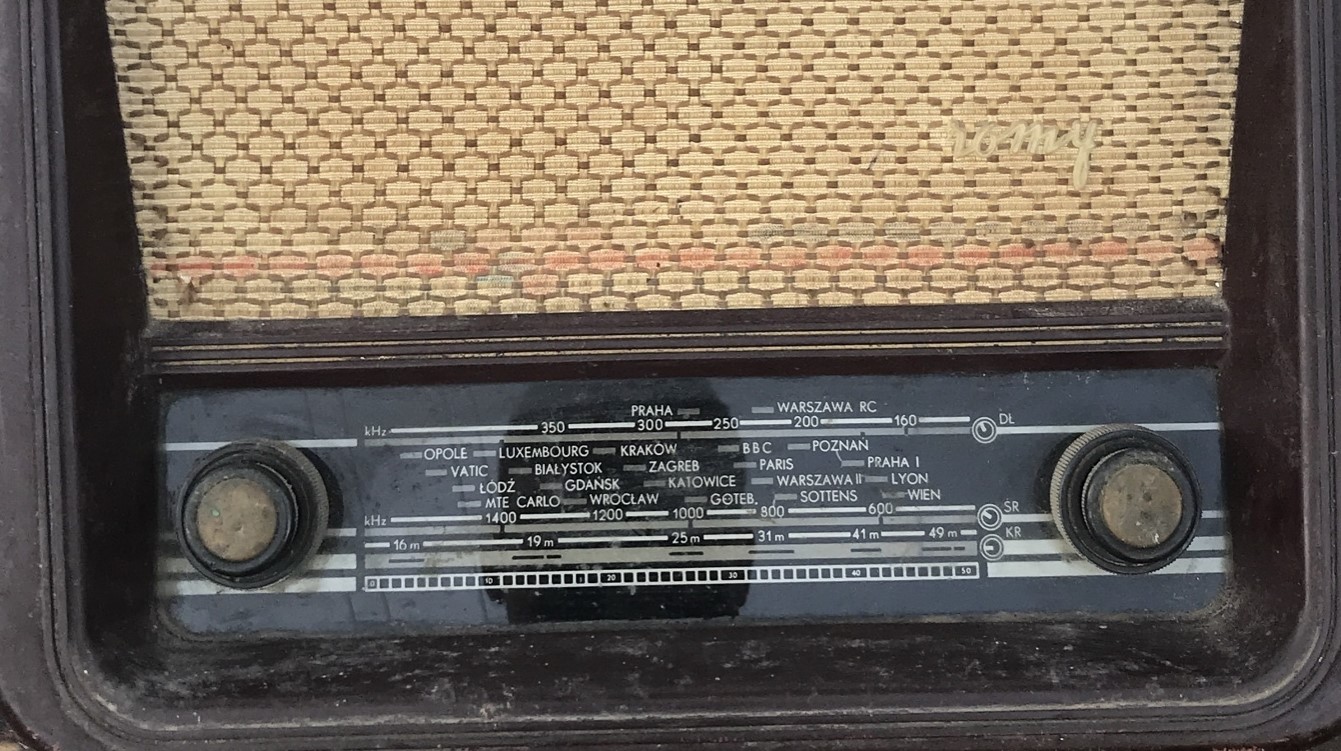 romy
PRAHA WARSZAWA RC
kHz 350 300 250 200 160 DŁ
OPOLE LUXEMBOURG KRAKÓW BBC POZNAŃ
VATIC BIAŁYSTOK ZAGREB PARIS PRAHA I
ŁÓDŹ GDAŃSK KATOWICE WARSZAWA II LYON
MTE CARLO WROCŁAW GÖTEB. SOTTENS WIEN
kHz 1400 1200 1000 800 600 ŚR
16 m 19 m 25 m 31 m 41 m 49 m KR
0 10 20 30 40 50